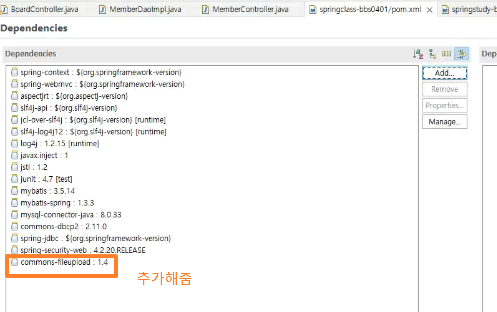 BoardController.java
MemberDaoImpl.java
MemberController.java
springclass-bbs0401/pom.xml
springstudy-b
Dependencies
Dependencies
Dep
spring-context : ${org.springframework-version}
spring-webmvc : ${org.springframework-version}
aspectjrt : ${org.aspectj-version}
slf4j-api : ${org.slf4j-version}
jcl-over-slf4j : ${org.slf4j-version} [runtime]
slf4j-log4j12 : ${org.slf4j-version} [runtime]
log4j : 1.2.15 [runtime]
javax.inject : 1
jstl : 1.2
junit : 4.7 [test]
mybatis : 3.5.14
mybatis-spring : 1.3.3
mysql-connector-java : 8.0.33
commons-dbcp2 : 2.11.0
spring-jdbc : ${org.springframework-version}
spring-security-web : 4.2.20.RELEASE
commons-fileupload : 1.4
Add...
Remove
Properties...
Manage...
추가해줌